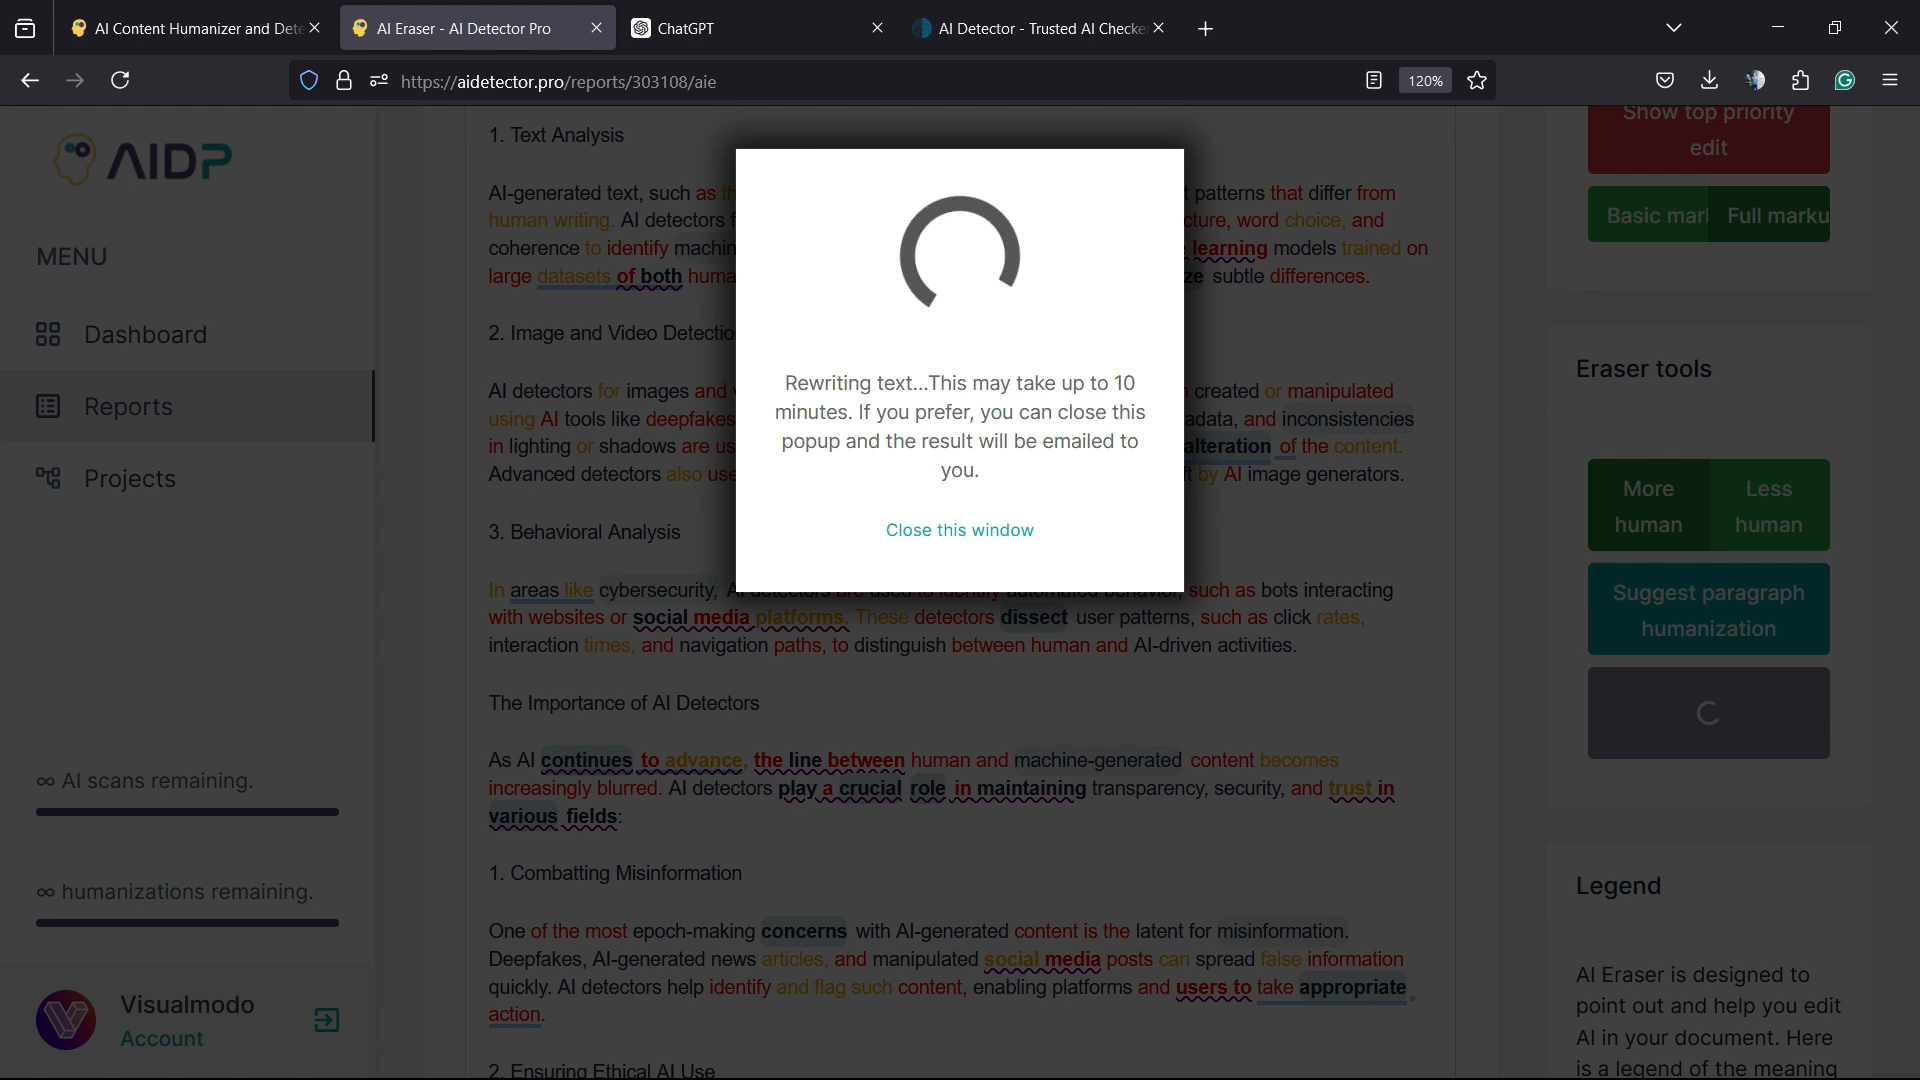 AI Content Humanizer and Dete
AI Eraser - AI Detector Pro
ChatGPT
AI Detector - Trusted AI Checke
https://aidetector.pro/reports/303108/aie
120%
AIDP
MENU
Dashboard
Reports
Projects
∞ AI scans remaining.
∞ humanizations remaining.
Visualmodo
Account
1. Text Analysis
AI-generated text, such as patterns that differ from
human writing. AI detectors cture, word choice, and
coherence to identify learning models trained on
large datasets of both subtle differences.
2. Image and Video
AI detectors for images and created or manipulated
using AI tools like deepfakes and inconsistencies
in lighting or shadows are alteration of the content.
Advanced detectors also by AI image generators.
3. Behavioral Analysis
In areas like cybersecurity, AI detectors are used to identify automated behavior, such as bots interacting
with websites or social media platforms. These detectors dissect user patterns, such as click rates,
interaction times, and navigation paths, to distinguish between human and AI-driven activities.
The Importance of AI Detectors
As AI continues to advance, the line between human and machine-generated content becomes
increasingly blurred. AI detectors play a crucial role in maintaining transparency, security, and trust in
various fields:
1. Combatting Misinformation
One of the most epoch-making concerns with AI-generated content is the latent for misinformation.
Deepfakes, AI-generated news articles, and manipulated social media posts can spread false information
quickly. AI detectors help identify and flag such content, enabling platforms and users to take appropriate
action.
2. Ensuring Ethical AI Use
Rewriting text...This may take up to 10
minutes. If you prefer, you can close this
popup and the result will be emailed to
you.
Close this window
Show top priority
edit
Basic mar Full marku
Eraser tools
More
human
Less
human
Suggest paragraph
humanization
Legend
AI Eraser is designed to
point out and help you edit
AI in your document. Here
is a legend of the meaning